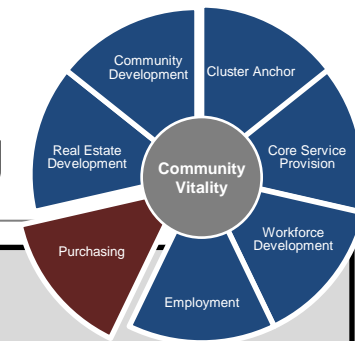 Community
Development
Cluster Anchor
Real Estate
Development
Core Service
Provision
Community
Vitality
Workforce
Development
Purchasing
Employment